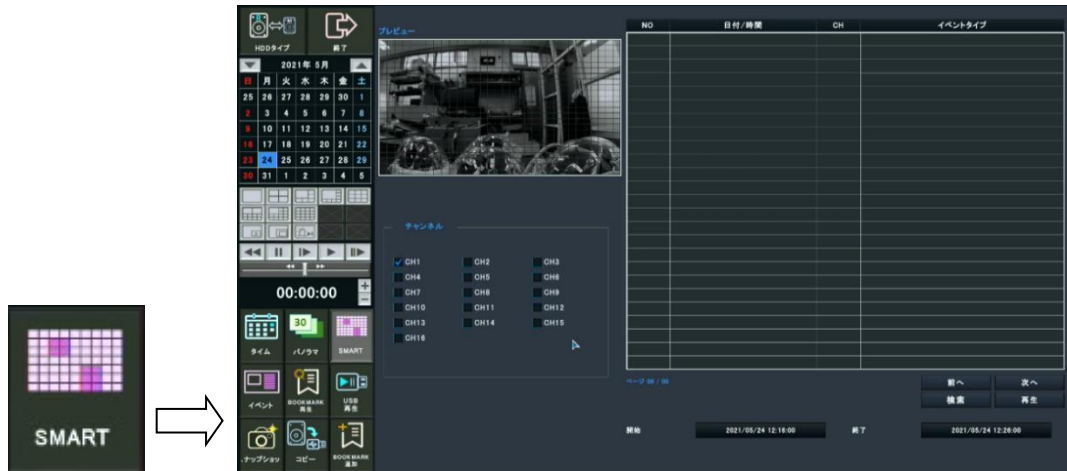 SMART
HDDタイプ
終了
2021年 5月
日 月 火 水 木 金 土
25 26 27 28 29 30 1
2 3 4 5 6 7 8
9 10 11 12 13 14 15
16 17 18 19 20 21 22
23 24 25 26 27 28 29
30 31 1 2 3 4 5
00:00:00
+
−
タイム
30
パノラマ
SMART
イベント
BOOKMARK
再生
USB
再生
ナップショッ
コピー
BOOKMARK
追加
プレビュー
チャンネル
CH1 CH2 CH3
CH4 CH5 CH6
CH7 CH8 CH9
CH10 CH11 CH12
CH13 CH14 CH15
CH16
NO 日付/時間 CH イベントタイプ
ページ
前へ 次へ
検索 再生
開始 2021/05/24 12:16:00 終了 2021/05/24 12:26:00